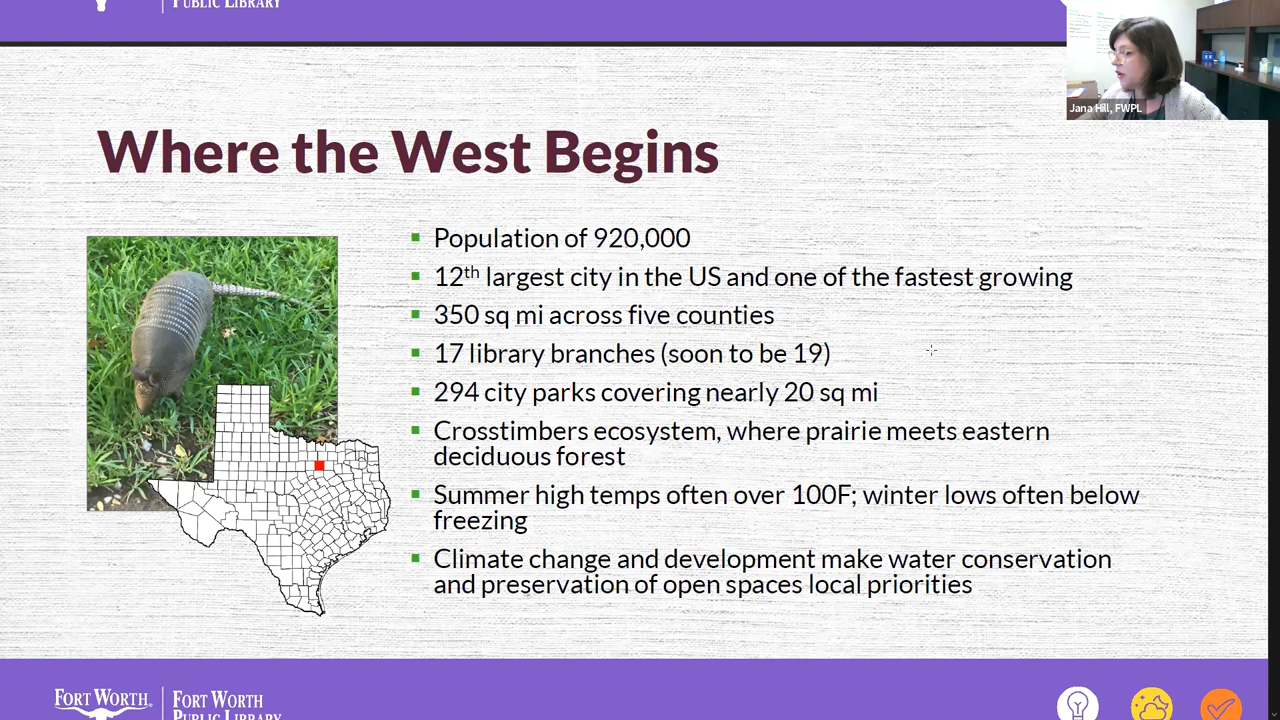 PUBLIC LIBRARY
Jana Hill, FWPL
Where the West Begins
Population of 920,000
12th largest city in the US and one of the fastest growing
350 sq mi across five counties
17 library branches (soon to be 19)
294 city parks covering nearly 20 sq mi
Crosstimbers ecosystem, where prairie meets eastern
deciduous forest
Summer high temps often over 100F; winter lows often below
freezing
Climate change and development make water conservation
and preservation of open spaces local priorities
FORT WORTH®
FORT WORTH
PUBLIC LIBRARY